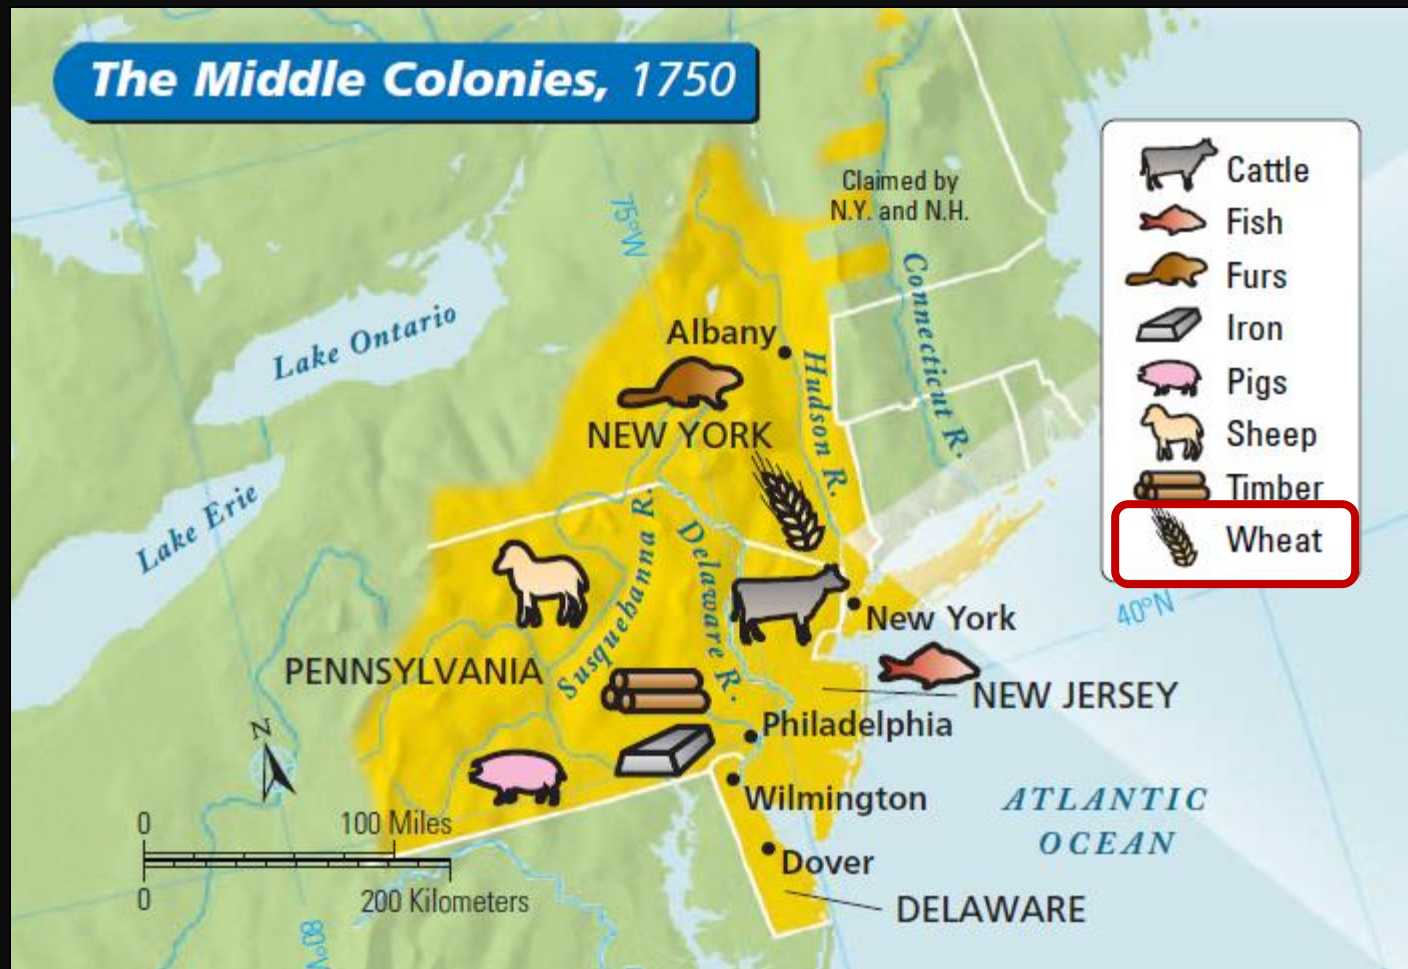 The Middle Colonies, 1750
Cattle
Fish
Furs
Iron
Pigs
Sheep
Timber
Wheat
Claimed by
N.Y. and N.H.
75°W
Connecticut R.
Lake Ontario
Albany
Hudson R.
NEW YORK
Lake Erie
Susquehanna R.
Delaware R.
40°N
New York
PENNSYLVANIA
NEW JERSEY
Philadelphia
N
Wilmington
ATLANTIC
OCEAN
0 100 Miles
0 200 Kilometers
Dover
DELAWARE
80°W